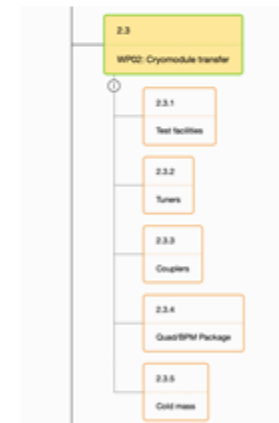 2.3
WP02: Cryomodule transfer
2.3.1
Test facilities
2.3.2
Tuners
2.3.3
Couplers
2.3.4
Quad/BPM Package
2.3.5
Cold mass